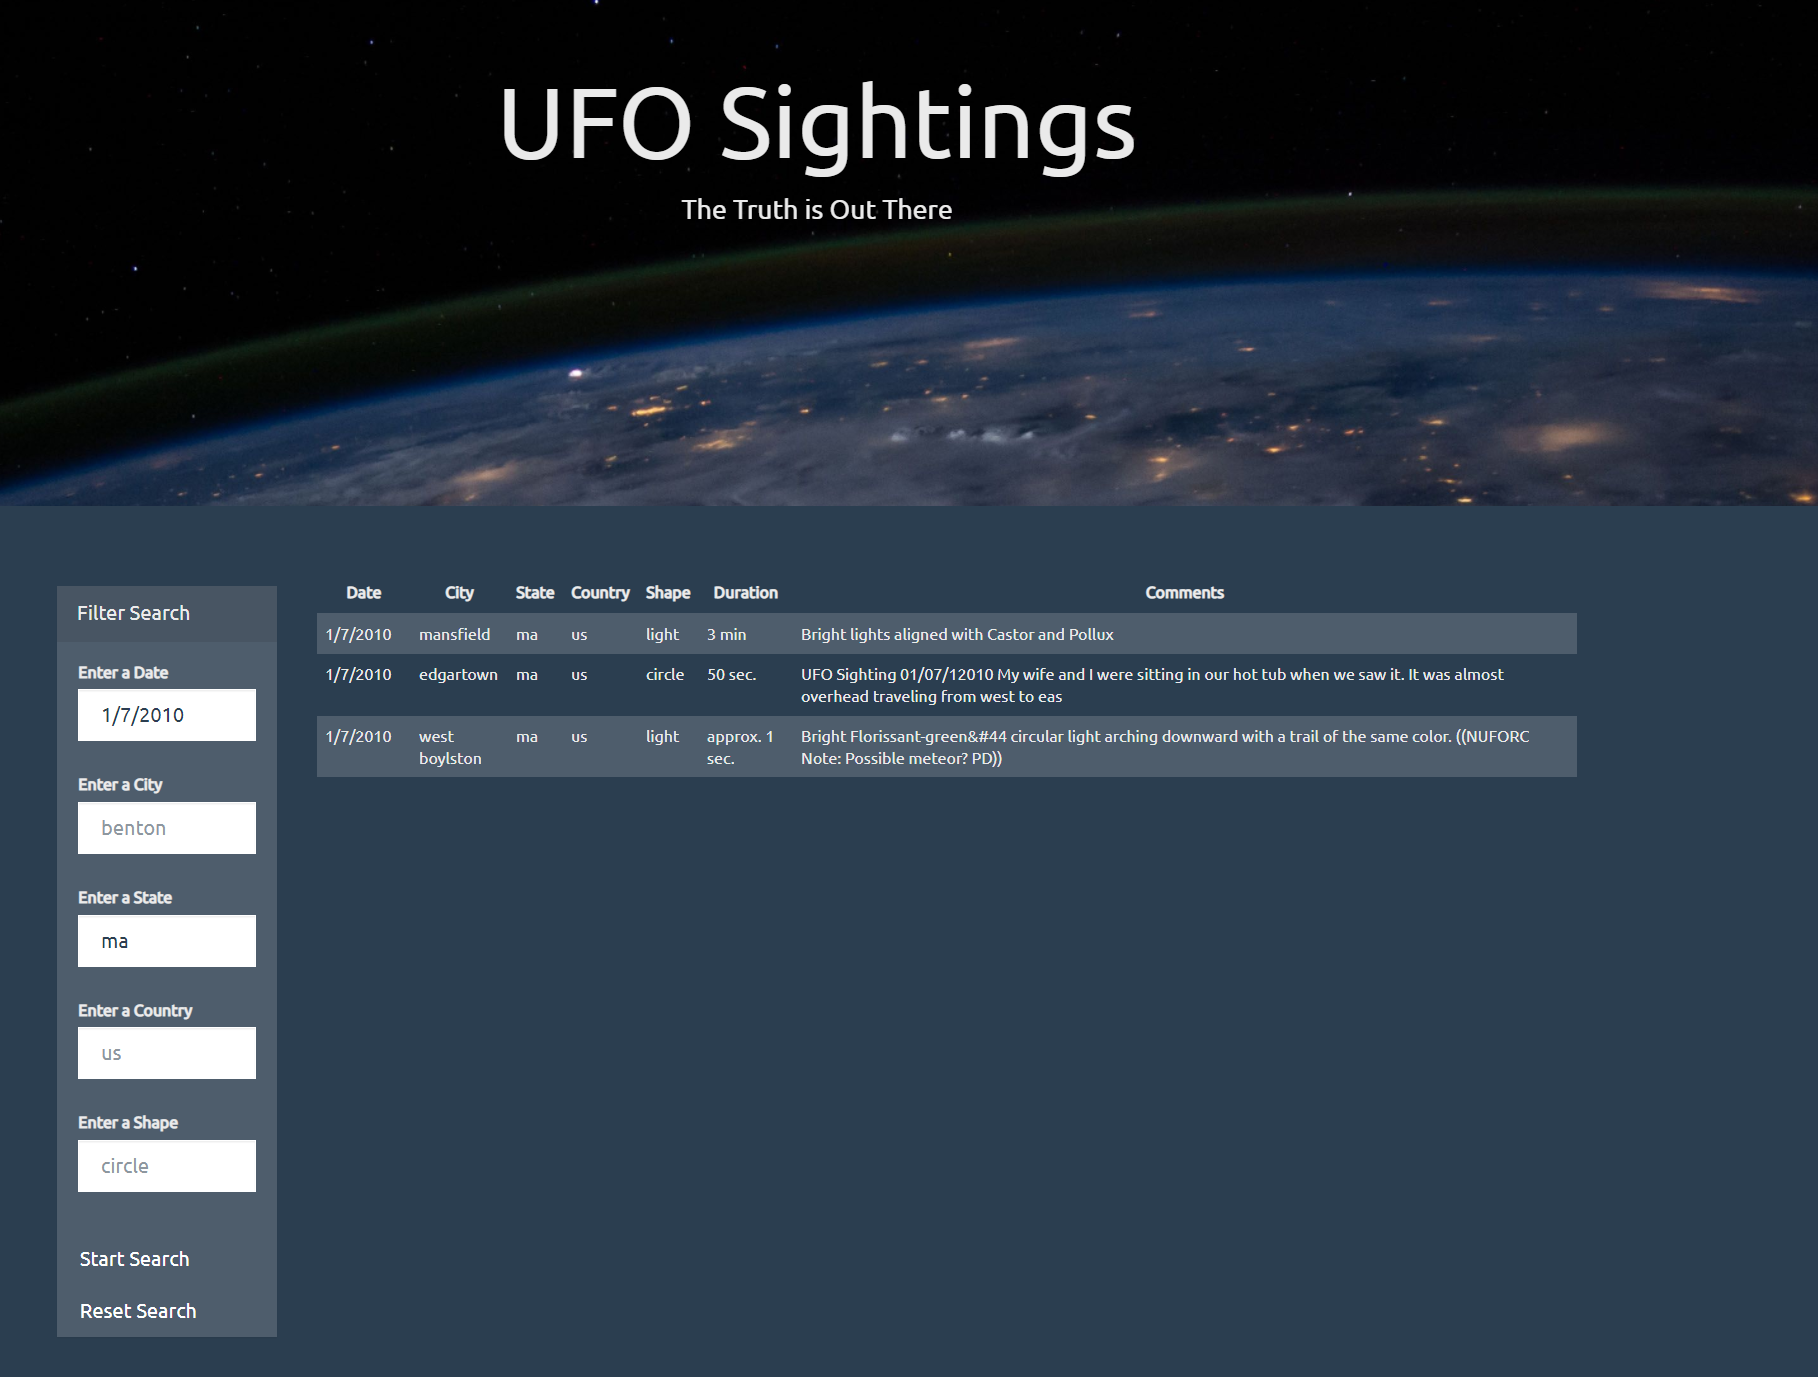 UFO Sightings
The Truth is Out There
Filter Search
Enter a Date
1/7/2010
Enter a City
benton
Enter a State
ma
Enter a Country
us
Enter a Shape
circle
Start Search
Reset Search
Date City State Country Shape Duration Comments
1/7/2010 mansfield ma us light 3 min Bright lights aligned with Castor and Pollux
1/7/2010 edgartown ma us circle 50 sec. UFO Sighting 01/07/12010 My wife and I were sitting in our hot tub when we saw it. It was almost
overhead traveling from west to eas
1/7/2010 west ma us light approx. 1 Bright Florissant-green&#44 circular light arching downward with a trail of the same color. ((NUFORC
boylston sec. Note: Possible meteor? PD))